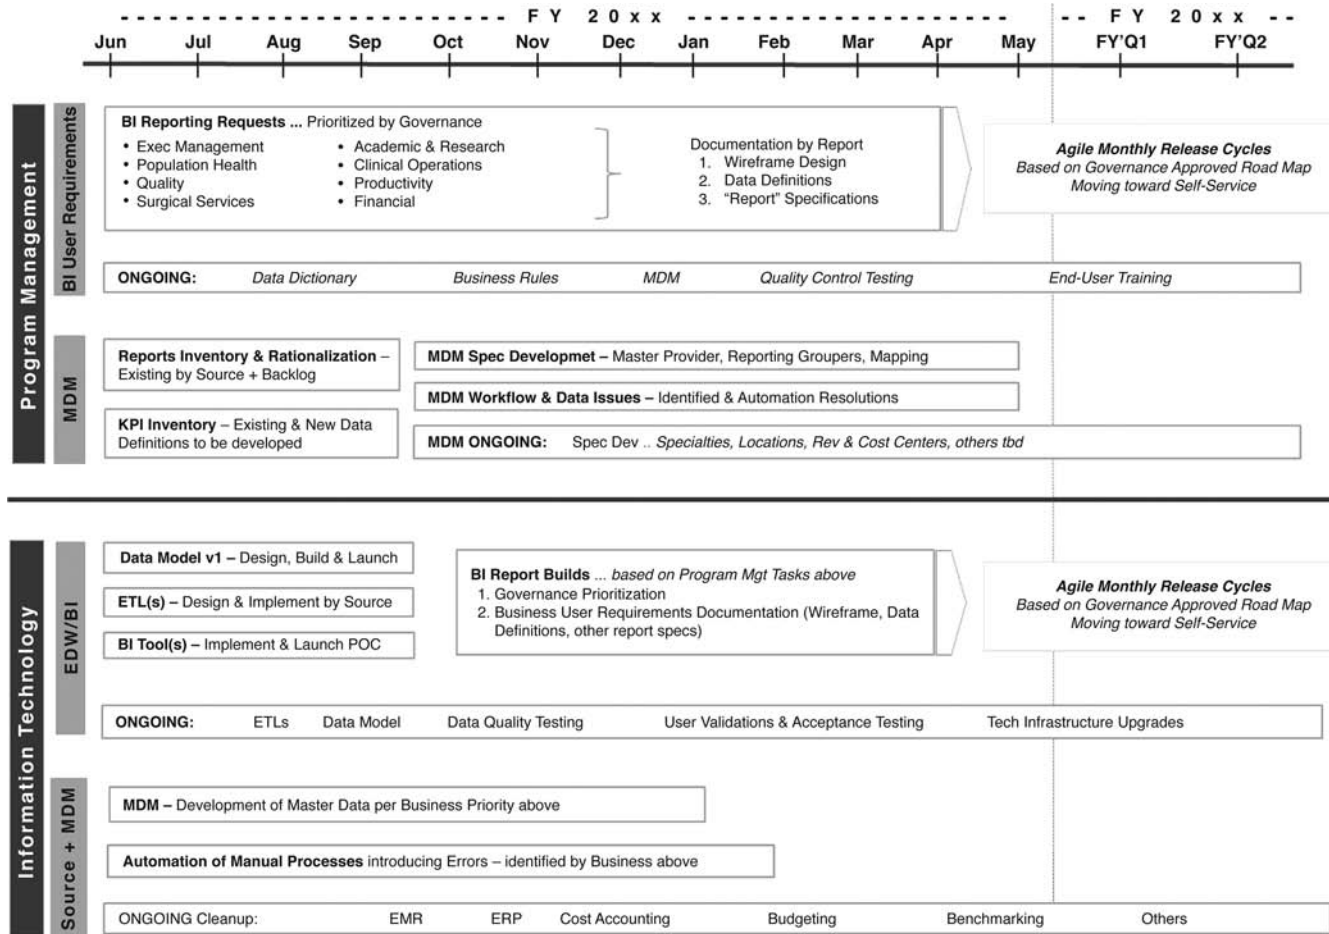 - - - - - - - - - - - - - - - - - - - - - - F Y 2 0 x x - - - - - - - - - - - - - - - - - - - - - - F Y 2 0 x x - -
Jun Jul Aug Sep Oct Nov Dec Jan Feb Mar Apr May FY'Q1 FY'Q2
Program Management
BI User Requirements
BI Reporting Requests ... Prioritized by Governance
• Exec Management
• Population Health
• Quality
• Surgical Services
• Academic & Research
• Clinical Operations
• Productivity
• Financial
Documentation by Report
1. Wireframe Design
2. Data Definitions
3. “Report” Specifications
Agile Monthly Release Cycles
Based on Governance Approved Road Map
Moving toward Self-Service
ONGOING: Data Dictionary Business Rules MDM Quality Control Testing End-User Training
MDM
Reports Inventory & Rationalization –
Existing by Source + Backlog
KPI Inventory – Existing & New Data
Definitions to be developed
MDM Spec Developmet – Master Provider, Reporting Groupers, Mapping
MDM Workflow & Data Issues – Identified & Automation Resolutions
MDM ONGOING: Spec Dev .. Specialties, Locations, Rev & Cost Centers, others tbd
Information Technology
EDW/BI
Data Model v1 – Design, Build & Launch
ETL(s) – Design & Implement by Source
BI Tool(s) – Implement & Launch POC
BI Report Builds ... based on Program Mgt Tasks above
1. Governance Prioritization
2. Business User Requirements Documentation (Wireframe, Data
Definitions, other report specs)
Agile Monthly Release Cycles
Based on Governance Approved Road Map
Moving toward Self-Service
ONGOING: ETLs Data Model Data Quality Testing User Validations & Acceptance Testing Tech Infrastructure Upgrades
Source + MDM
MDM – Development of Master Data per Business Priority above
Automation of Manual Processes introducing Errors – identified by Business above
ONGOING Cleanup: EMR ERP Cost Accounting Budgeting Benchmarking Others